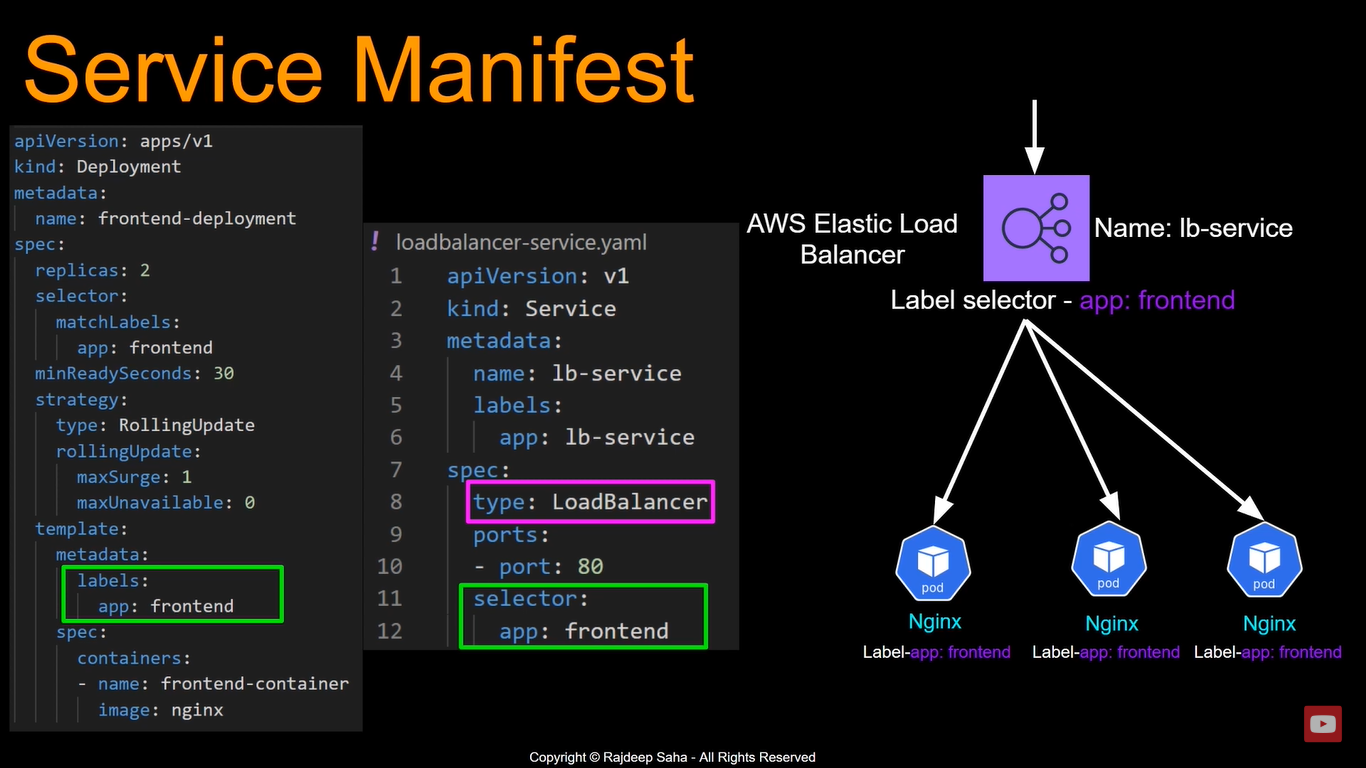 Service Manifest
apiVersion: apps/v1
kind: Deployment
metadata:
name: frontend-deployment
spec:
replicas: 2
selector:
matchLabels:
app: frontend
minReadySeconds: 30
strategy:
type: RollingUpdate
rollingUpdate:
maxSurge: 1
maxUnavailable: 0
template:
metadata:
labels:
app: frontend
spec:
containers:
- name: frontend-container
image: nginx
! loadbalancer-service.yaml
1 apiVersion: v1
2 kind: Service
3 metadata:
4 name: lb-service
5 labels:
6 app: lb-service
7 spec:
8 type: LoadBalancer
9 ports:
10 - port: 80
11 selector:
12 app: frontend
AWS Elastic Load
Balancer
Name: lb-service
Label selector - app: frontend
pod
Nginx
Label-app: frontend
pod
Nginx
Label-app: frontend
pod
Nginx
Label-app: frontend
Copyright © Rajdeep Saha - All Rights Reserved